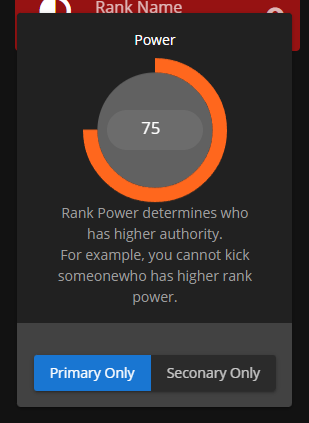 Rank Name
Power
75
Rank Power determines who
has higher authority.
For example, you cannot kick
someonewho has higher rank
power.
Primary Only
Seconary Only